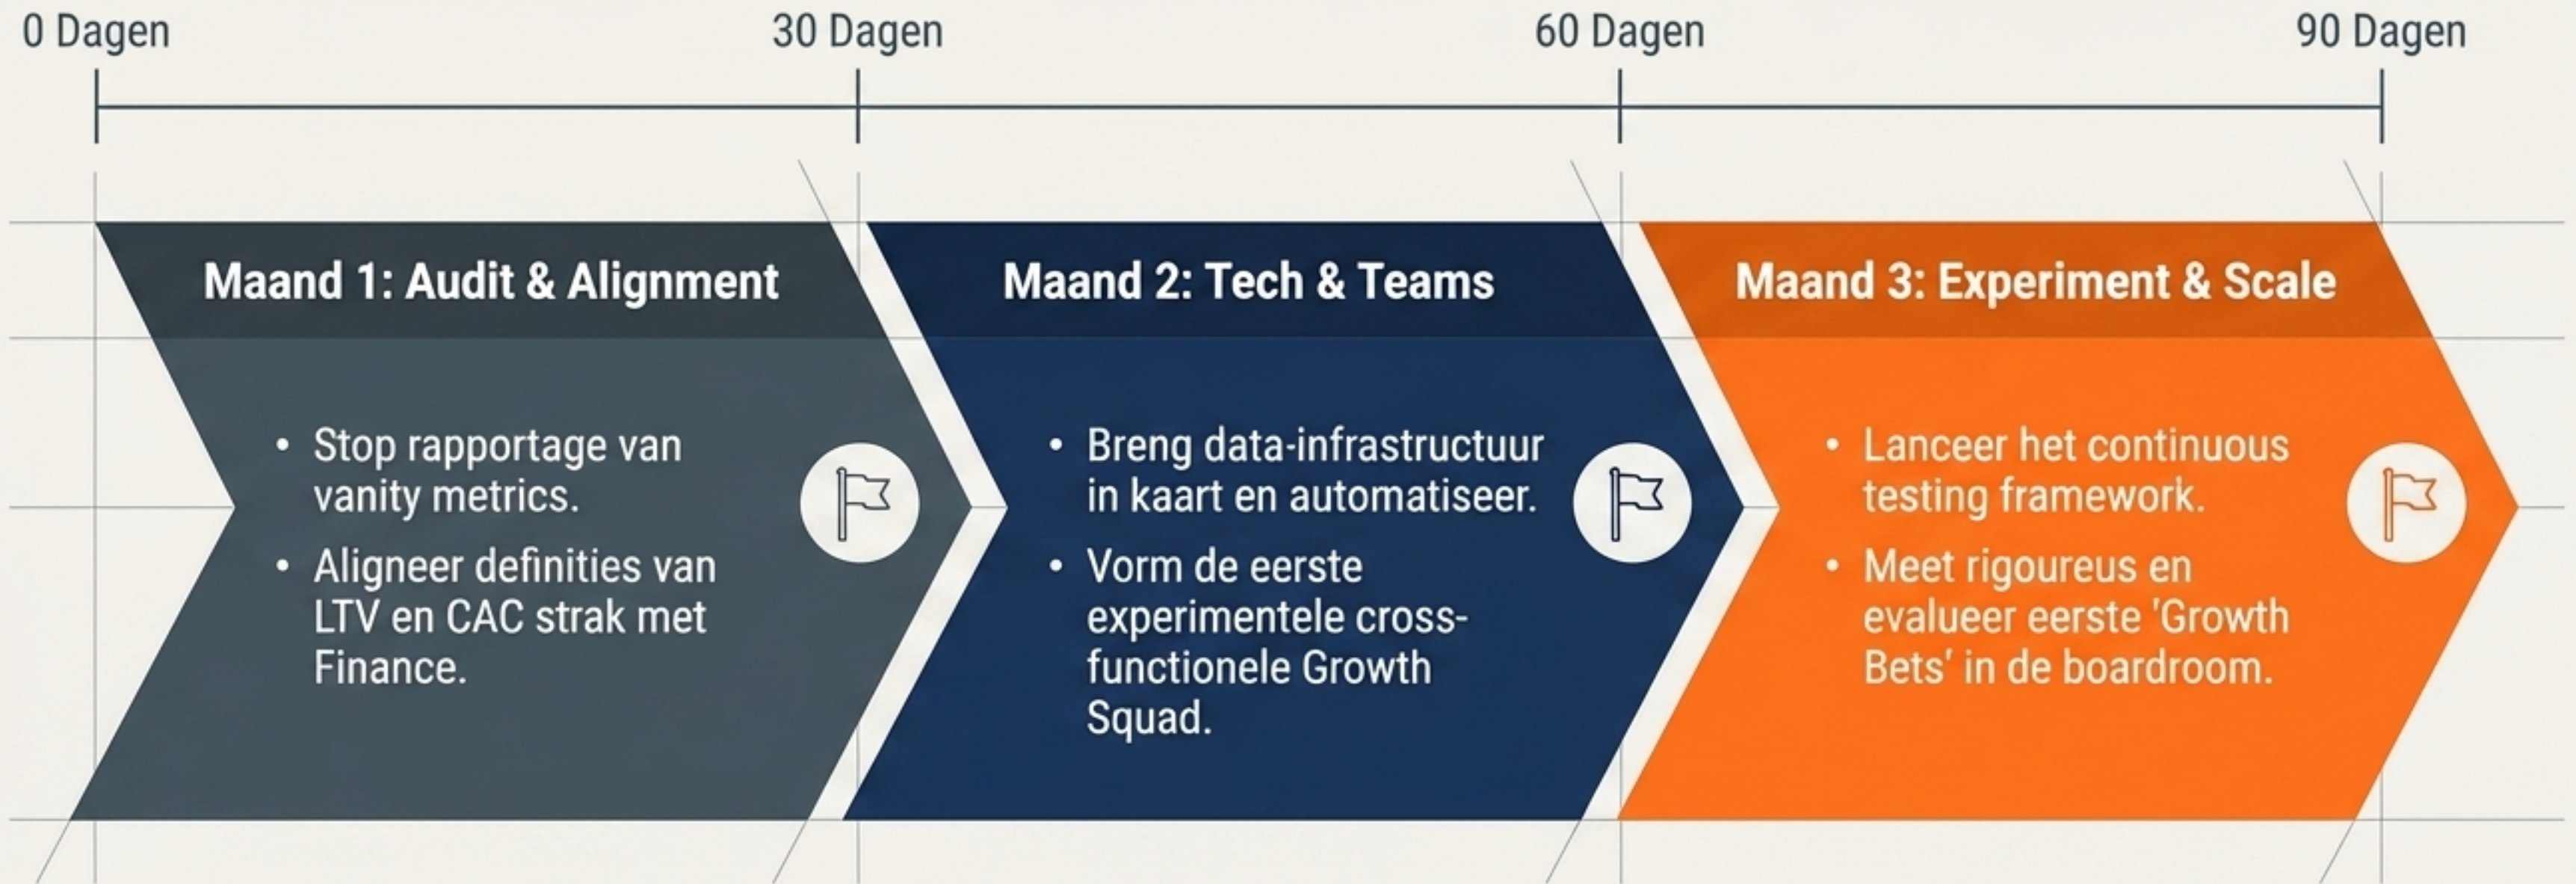 0 Dagen
30 Dagen
60 Dagen
90 Dagen
Maand 1: Audit & Alignment
• Stop rapportage van
vanity metrics.
• Aligneer definities van
LTV en CAC strak met
Finance.
Maand 2: Tech & Teams
• Breng data-infrastructuur
in kaart en automatiseer.
• Vorm de eerste
experimentele cross-
functionele Growth
Squad.
Maand 3: Experiment & Scale
• Lanceer het continuous
testing framework.
• Meet rigoureus en
evalueer eerste 'Growth
Bets' in de boardroom.